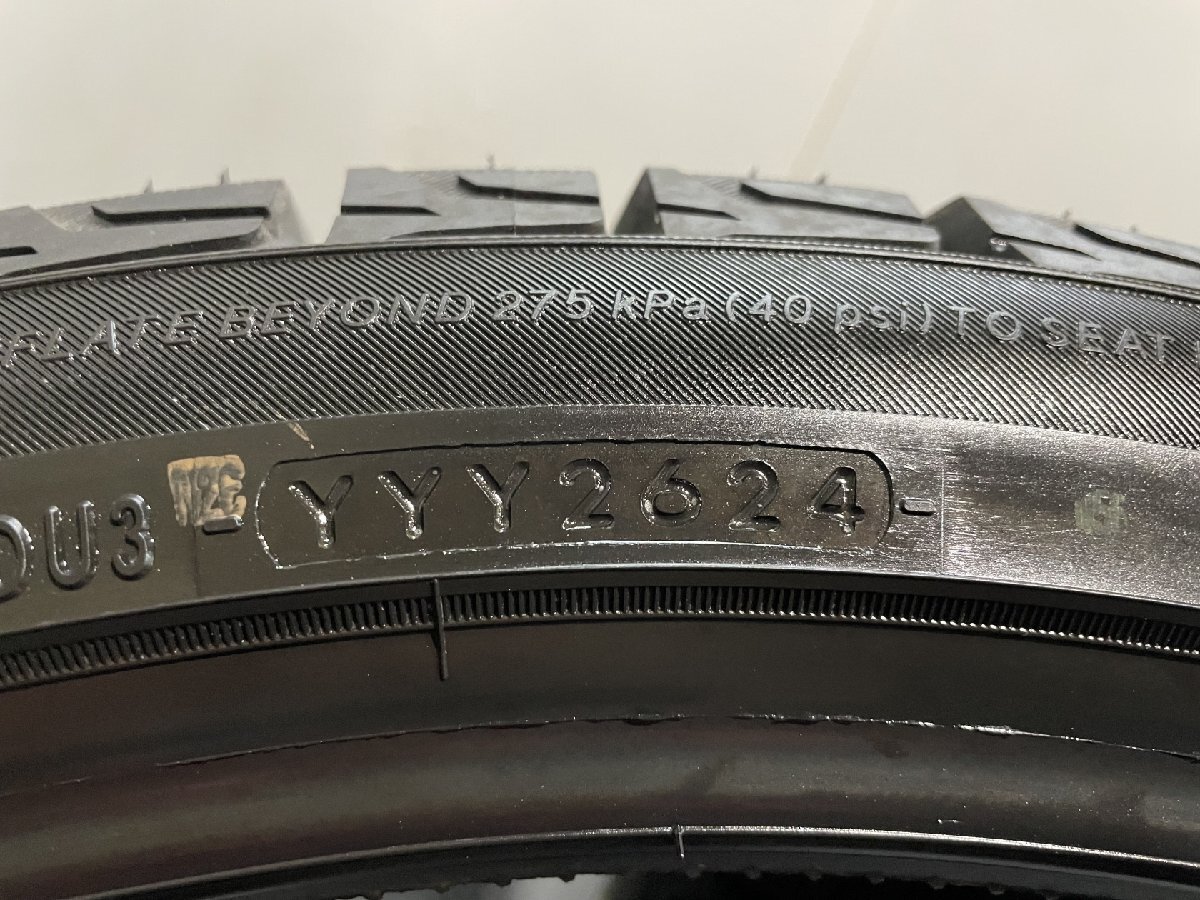 FLATE BEYOND 275 kPa (40 psi) TO SEAT
DU3 - YYY2624 -